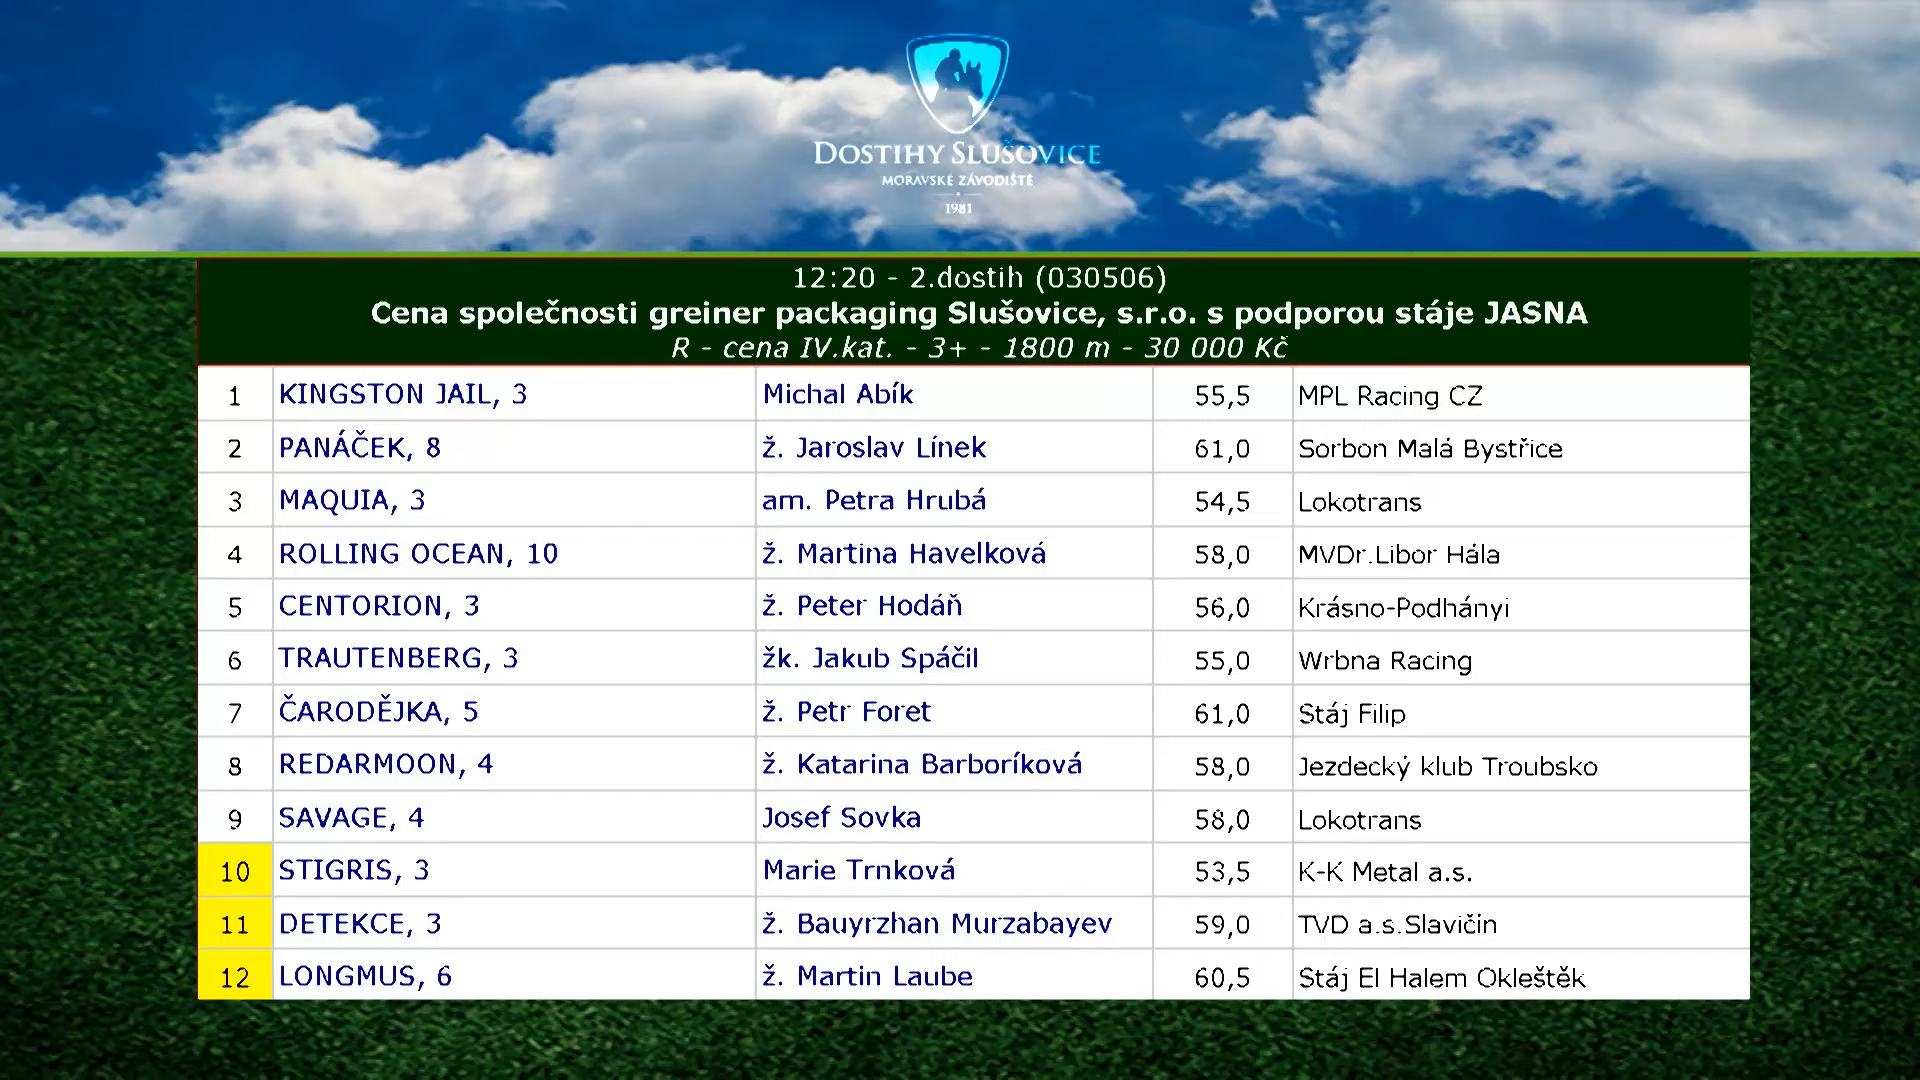 DOSTIHY SLUŠOVICE
MORAVSKÉ ZÁVODIŠTĚ
1981
12:20 - 2.dostih (030506)
Cena společnosti greiner packaging Slušovice, s.r.o. s podporou stáje JASNA
R - cena IV.kat. - 3+ - 1800 m - 30 000 Kč
1 KINGSTON JAIL, 3 Michal Abík 55,5 MPL Racing CZ
2 PANÁČEK, 8 ž. Jaroslav Línek 61,0 Sorbon Malá Bystřice
3 MAQUIA, 3 am. Petra Hrubá 54,5 Lokotrans
4 ROLLING OCEAN, 10 ž. Martina Havelková 58,0 MVDr.Libor Hála
5 CENTORION, 3 ž. Peter Hodáň 56,0 Krásno-Podhányi
6 TRAUTENBERG, 3 žk. Jakub Spáčil 55,0 Wrbna Racing
7 ČARODĚJKA, 5 ž. Petr Foret 61,0 Stáj Filip
8 REDARMOON, 4 ž. Katarina Barboríková 58,0 Jezdecký klub Troubsko
9 SAVAGE, 4 Josef Sovka 58,0 Lokotrans
10 STIGRIS, 3 Marie Trnková 53,5 K-K Metal a.s.
11 DETEKCE, 3 ž. Bauyrzhan Murzabayev 59,0 TVD a.s.Slavičín
12 LONGMUS, 6 ž. Martin Laube 60,5 Stáj El Halem Okleštěk